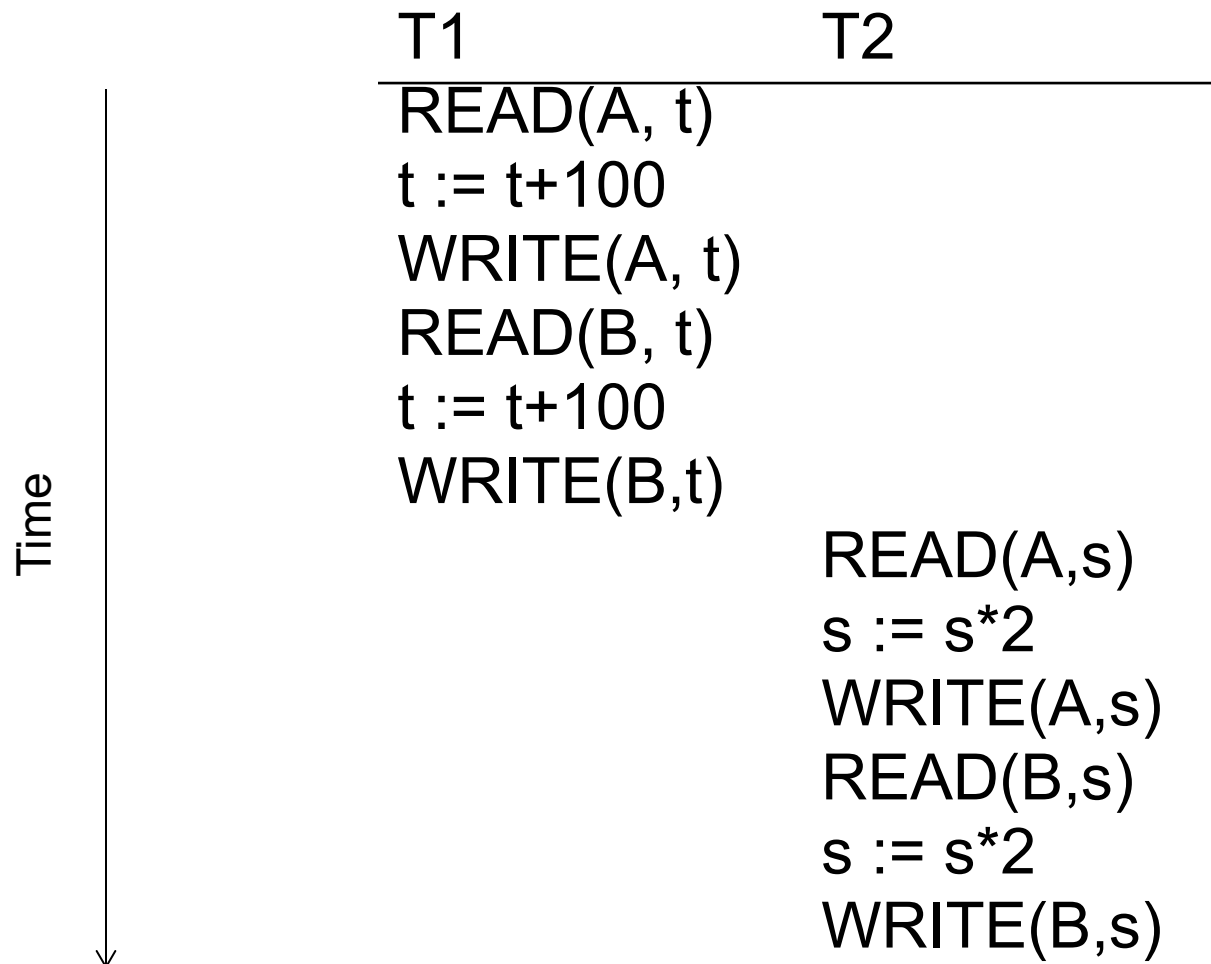 T1 T2
READ(A, t)
t := t+100
WRITE(A, t)
READ(B, t)
t := t+100
WRITE(B,t)
Time
READ(A,s)
s := s*2
WRITE(A,s)
READ(B,s)
s := s*2
WRITE(B,s)